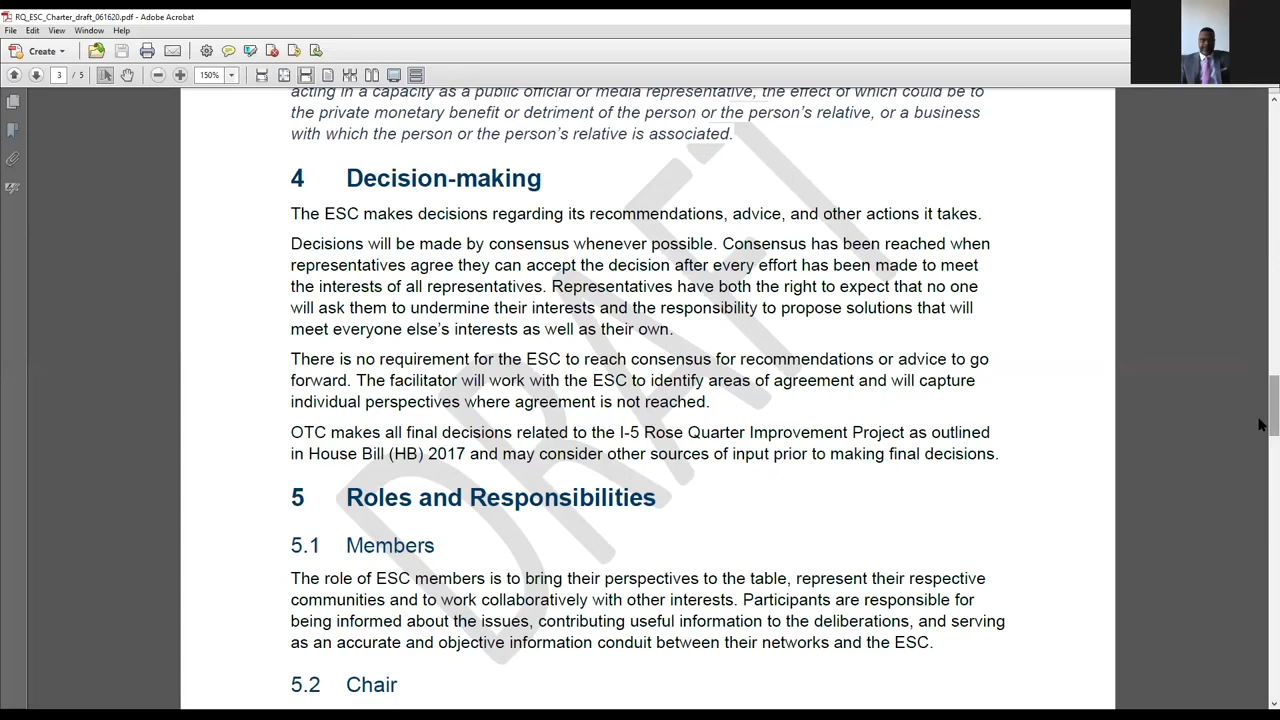 RQ_ESC_Charter_draft_061620.pdf - Adobe Acrobat
File Edit View Window Help
Create
3 / 5 150%
acting in a capacity as a public official or media representative, the effect of which could be to
the private monetary benefit or detriment of the person or the person's relative, or a business
with which the person or the person's relative is associated.
4 Decision-making
The ESC makes decisions regarding its recommendations, advice, and other actions it takes.
Decisions will be made by consensus whenever possible. Consensus has been reached when
representatives agree they can accept the decision after every effort has been made to meet
the interests of all representatives. Representatives have both the right to expect that no one
will ask them to undermine their interests and the responsibility to propose solutions that will
meet everyone else's interests as well as their own.
There is no requirement for the ESC to reach consensus for recommendations or advice to go
forward. The facilitator will work with the ESC to identify areas of agreement and will capture
individual perspectives where agreement is not reached.
OTC makes all final decisions related to the I-5 Rose Quarter Improvement Project as outlined
in House Bill (HB) 2017 and may consider other sources of input prior to making final decisions.
5 Roles and Responsibilities
5.1 Members
The role of ESC members is to bring their perspectives to the table, represent their respective
communities and to work collaboratively with other interests. Participants are responsible for
being informed about the issues, contributing useful information to the deliberations, and serving
as an accurate and objective information conduit between their networks and the ESC.
5.2 Chair
DRAFT